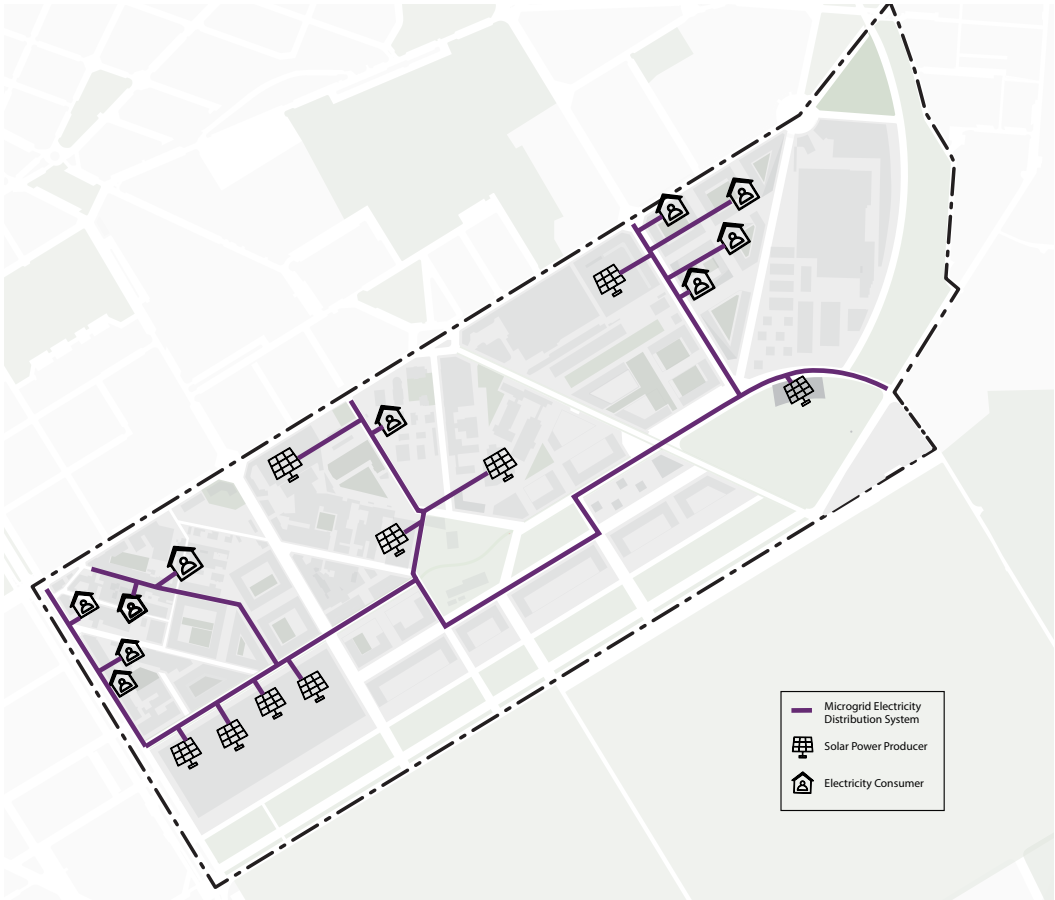 Microgrid Electricity
Distribution System
Solar Power Producer
Electricity Consumer